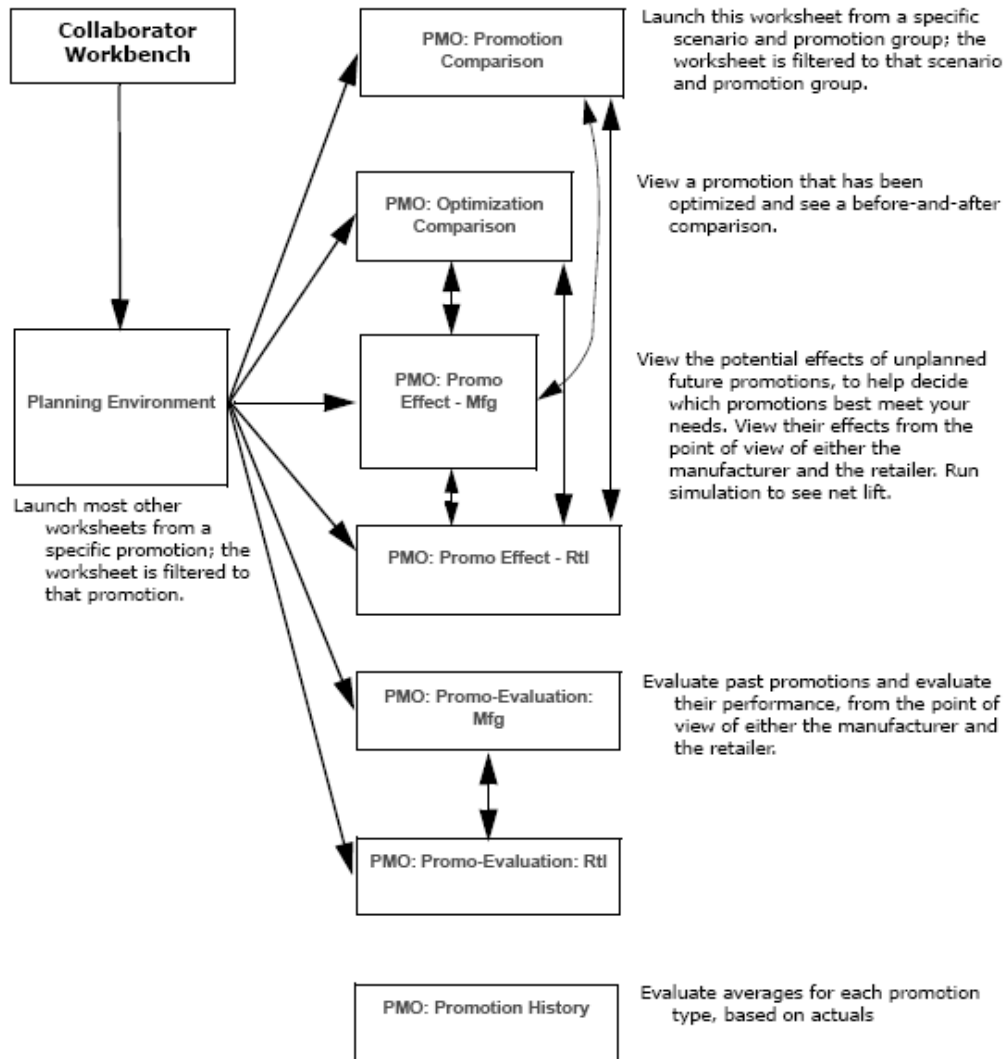 Collaborator
Workbench
PMO: Promotion
Comparison
Launch this worksheet from a specific
scenario and promotion group; the
worksheet is filtered to that scenario
and promotion group.
PMO: Optimization
Comparison
View a promotion that has been
optimized and see a before-and-after
comparison.
Planning Environment
PMO: Promo
Effect - Mfg
View the potential effects of unplanned
future promotions, to help decide
which promotions best meet your
needs. View their effects from the
point of view of either the
manufacturer and the retailer. Run
simulation to see net lift.
Launch most other
worksheets from a
specific promotion; the
worksheet is filtered to
that promotion.
PMO: Promo Effect - Rtl
PMO: Promo-Evaluation:
Mfg
Evaluate past promotions and evaluate
their performance, from the point of
view of either the manufacturer and
the retailer.
PMO: Promo-Evaluation: Rtl
PMO: Promotion History
Evaluate averages for each promotion
type, based on actuals